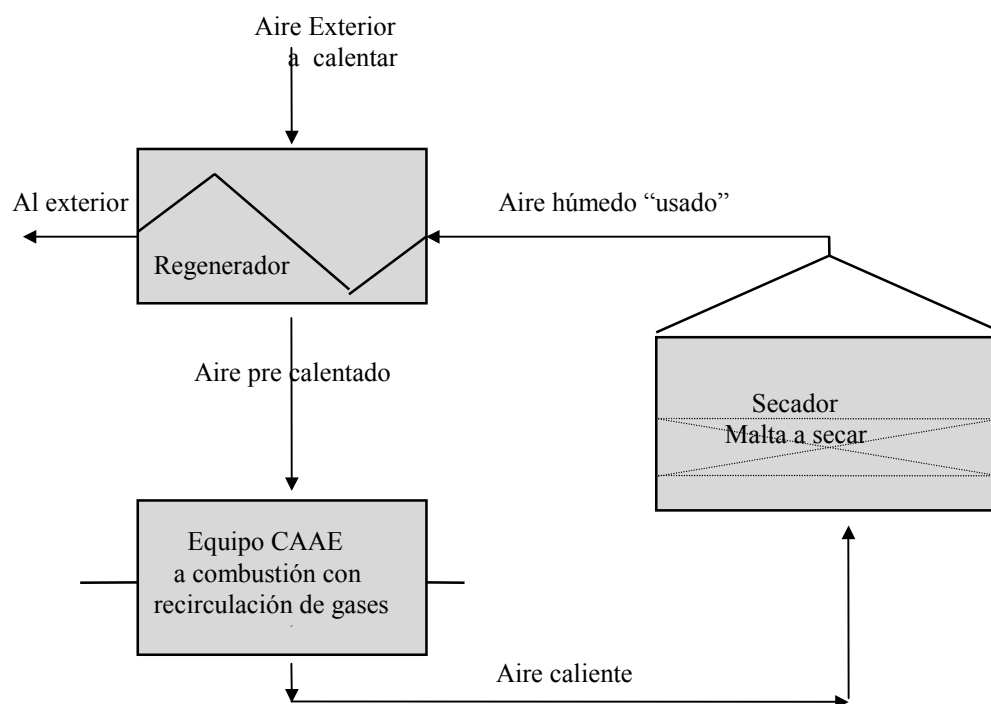 Aire Exterior
a calentar
Al exterior
Aire húmedo “usado”
Regenerador
Aire pre calentado
Secador
Malta a secar
Equipo CAAE
a combustión con
recirculación de gases
Aire caliente